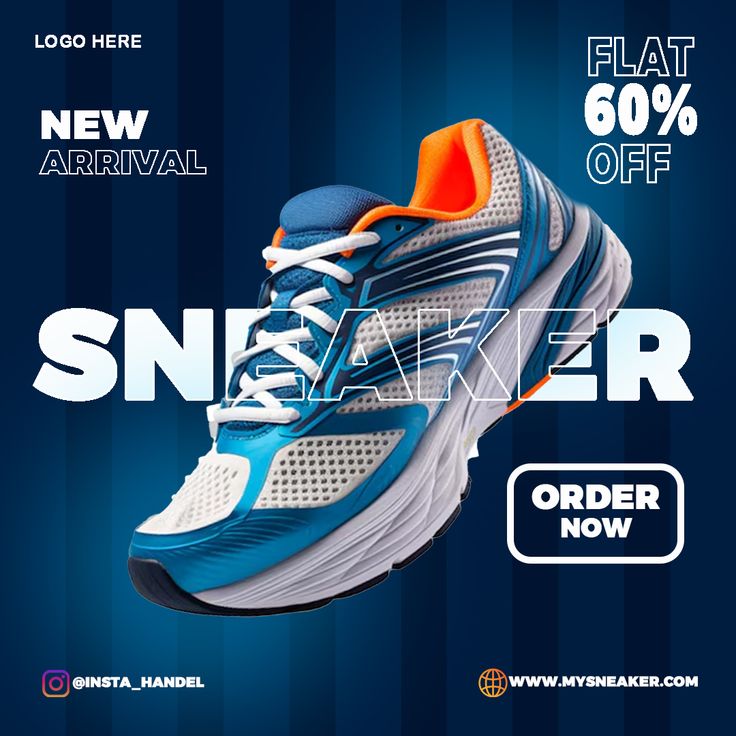 LOGO HERE
NEW
ARRIVAL
FLAT
60%
OFF
SNEAKER
ORDER
NOW
@INSTA_HANDEL
WWW.MYSNEAKER.COM